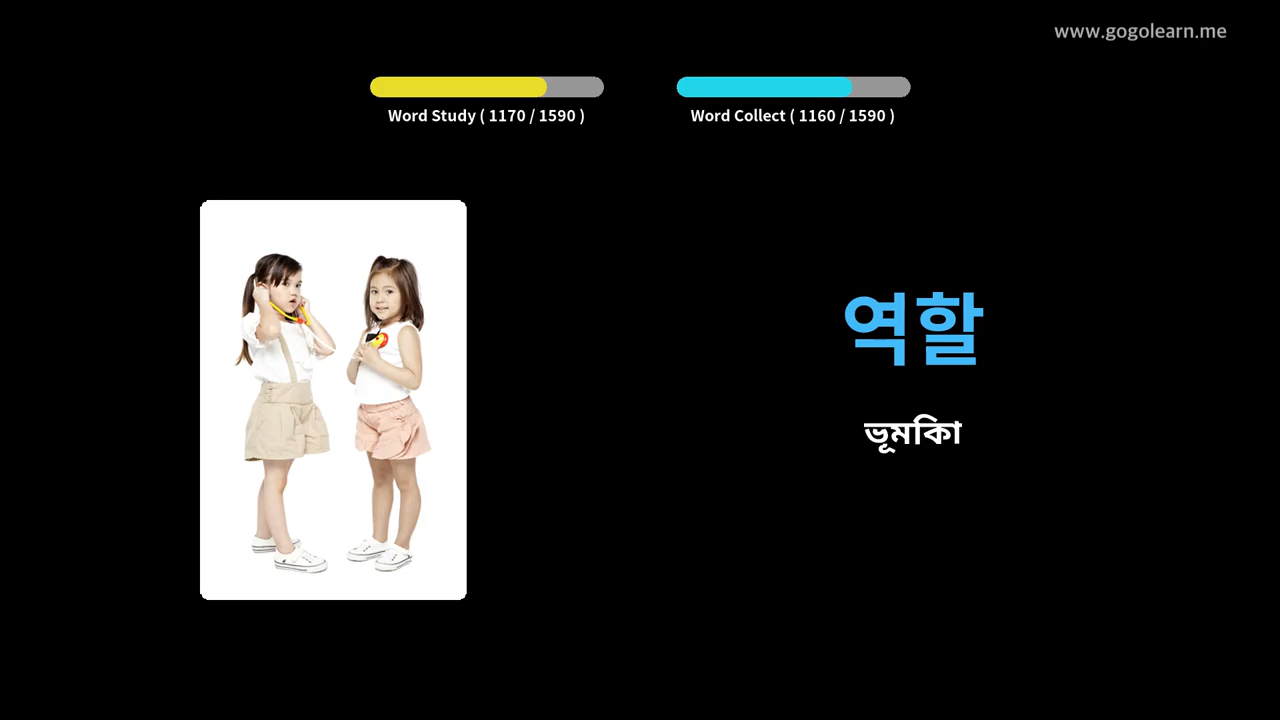 www.gogolearn.me
Word Study ( 1170 / 1590 )
Word Collect ( 1160 / 1590 )
역할
ভূমিকা